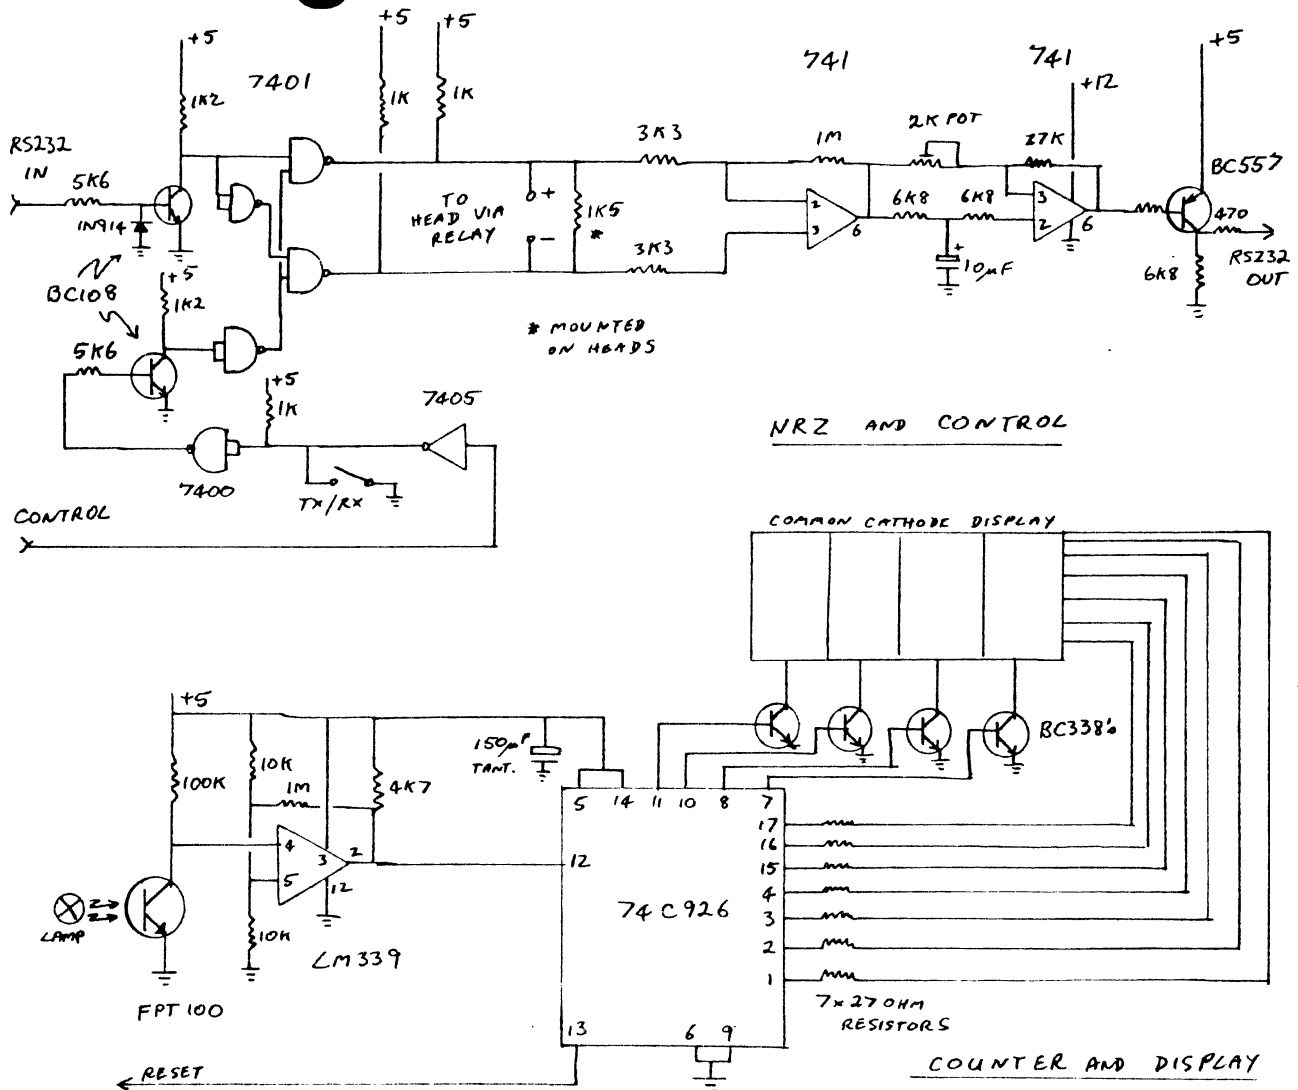 +5
+5
+5
+5
7401
741
741
+12
1K2
1K
1K
2K POT
RS232
IN
3K3
1M
27K
BC557
5K6
1N914
TO
HEAD VIA
RELAY
+
-
1K5
*
2
3
6
6K8
6K8
3
2
6
470
+
10µF
RS232
OUT
6K8
3K3
+5
BC108
1K2
* MOUNTED
ON HEADS
5K6
+5
1K
7405
NRZ AND CONTROL
7400
TX/RX
CONTROL
COMMON CATHODE DISPLAY
+5
150µF
TANT.
BC338's
10K
100K
1M
4K7
5
14
11
10
8
7
4
3
2
5
12
12
17
16
15
4
3
2
1
74C926
LAMP
10K
LM339
FPT100
7x27 OHM
RESISTORS
13
6
9
RESET
COUNTER AND DISPLAY